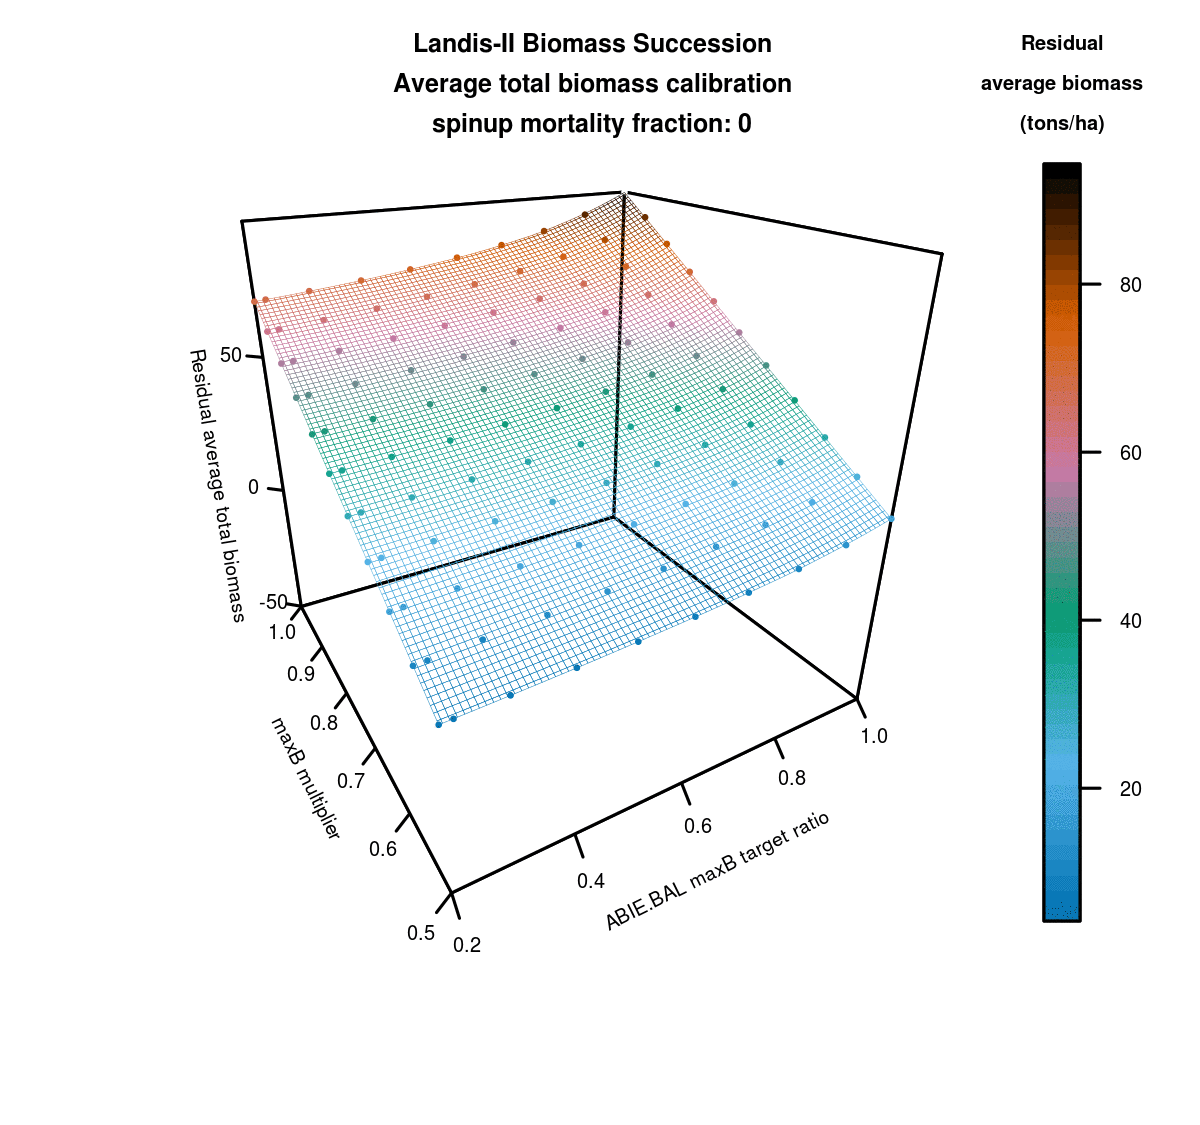 Landis-II Biomass Succession
Average total biomass calibration
spinup mortality fraction: 0
Residual
average biomass
(tons/ha)
80
60
40
20
Residual average total biomass
50
0
-50
maxB multiplier
1.0
0.9
0.8
0.7
0.6
0.5
ABIE.BAL maxB target ratio
0.2
0.4
0.6
0.8
1.0